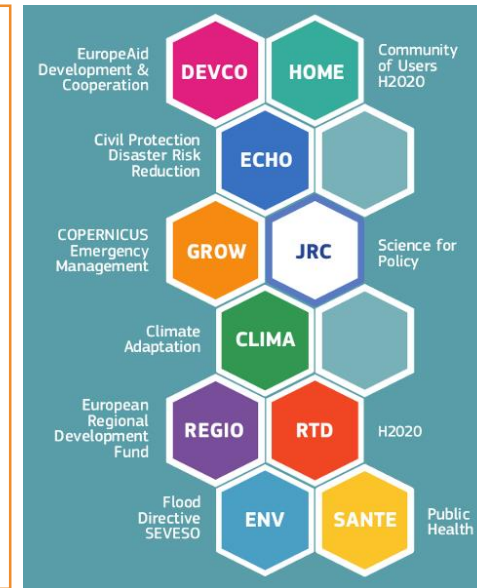 EuropeAid
Development &
Cooperation
DEVCO
HOME
Community
of Users
H2020
Civil Protection
Disaster Risk
Reduction
ECHO
COPERNICUS
Emergency
Management
GROW
JRC
Science for
Policy
Climate
Adaptation
CLIMA
European
Regional
Development
Fund
REGIO
RTD
H2020
Flood
Directive
SEVESO
ENV
SANTE
Public
Health